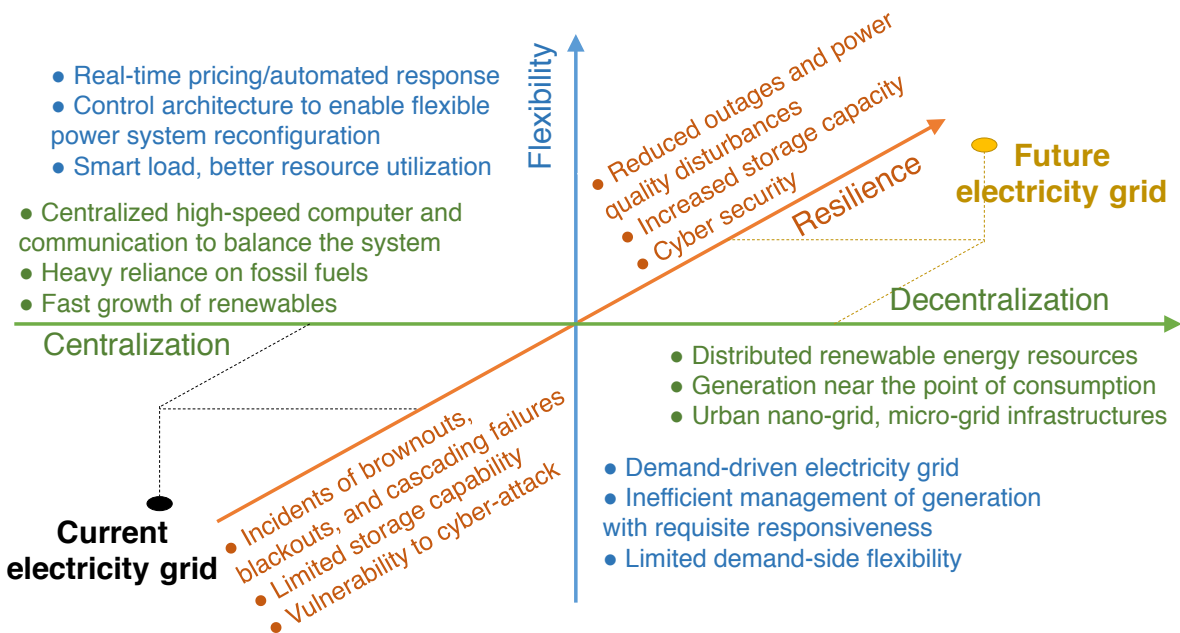 ● Real-time pricing/automated response
● Control architecture to enable flexible
power system reconfiguration
● Smart load, better resource utilization
Flexibility
● Reduced outages and power
quality disturbances
● Increased storage capacity
● Cyber security
Resilience
Future
electricity grid
● Centralized high-speed computer and
communication to balance the system
● Heavy reliance on fossil fuels
● Fast growth of renewables
Decentralization
Centralization
● Distributed renewable energy resources
● Generation near the point of consumption
● Urban nano-grid, micro-grid infrastructures
● Incidents of brownouts,
blackouts, and cascading failures
● Limited storage capability
● Vulnerability to cyber-attack
● Demand-driven electricity grid
● Inefficient management of generation
with requisite responsiveness
● Limited demand-side flexibility
Current
electricity grid